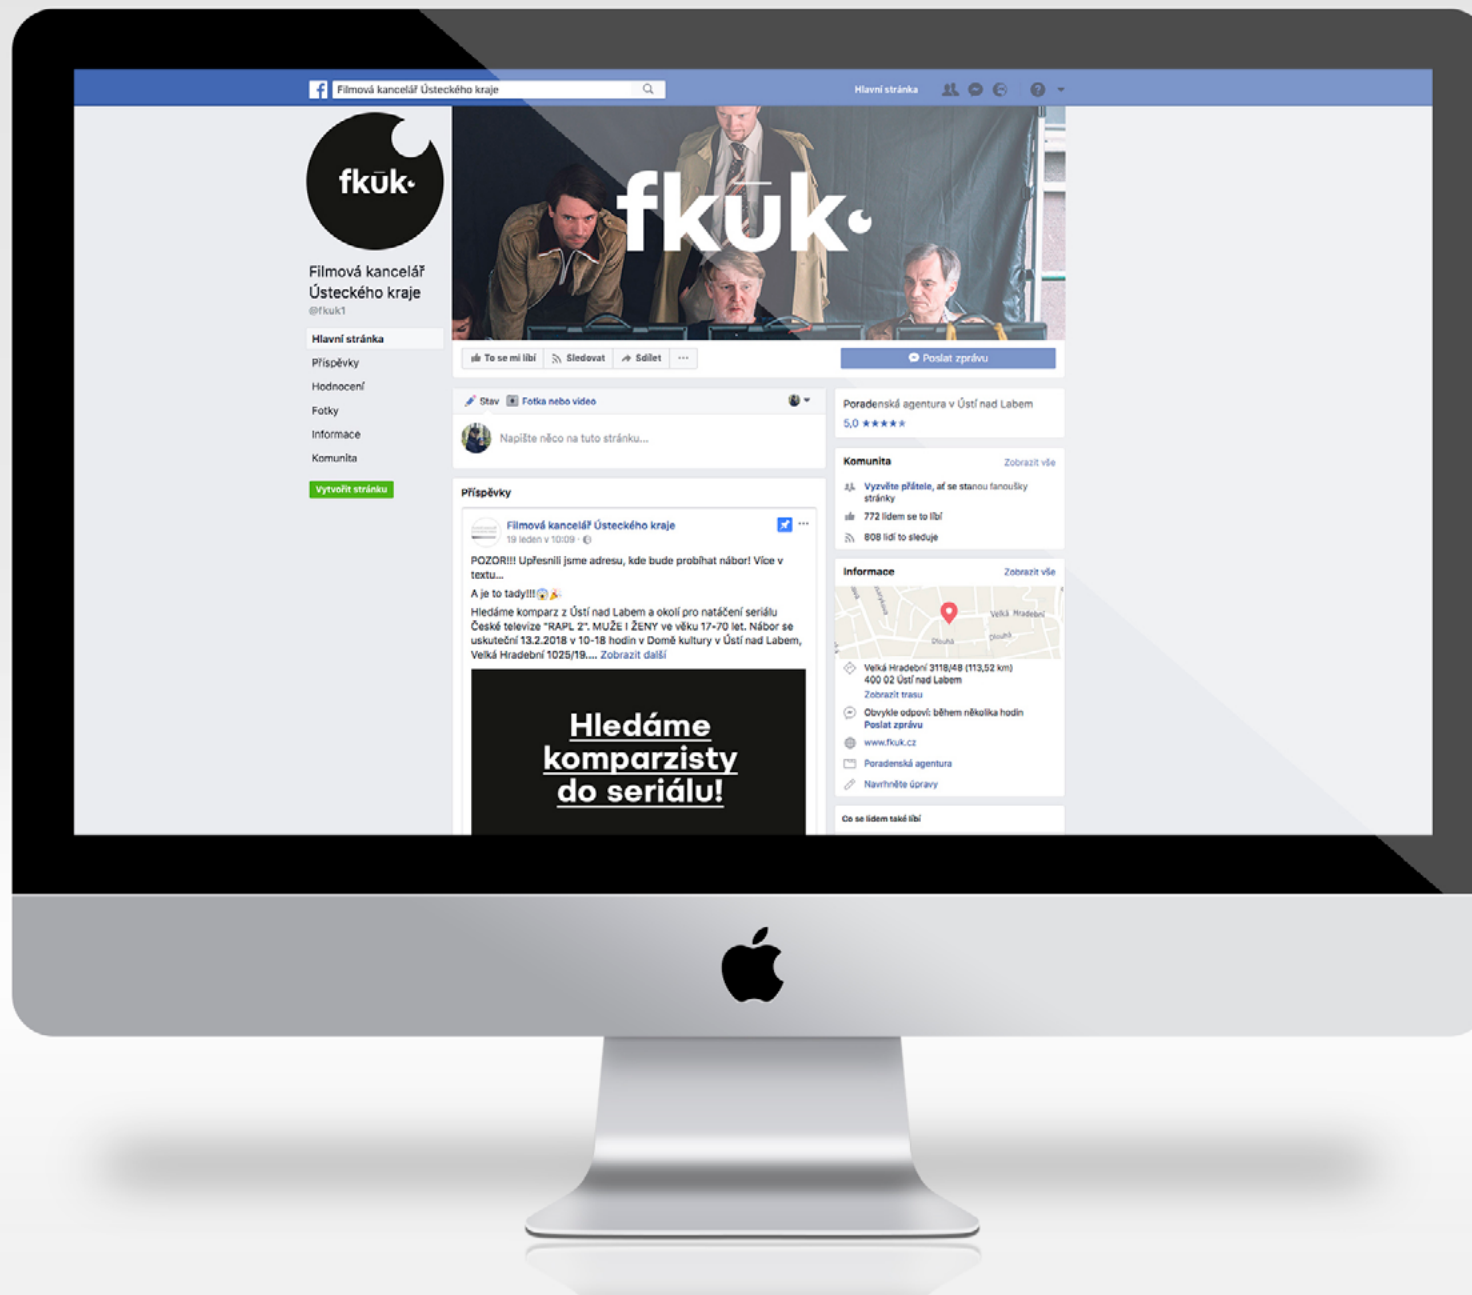 Filmová kancelář Ústeckého kraje
Hlavní stránka
fkūk
fkūk
Filmová kancelář
Ústeckého kraje
@fkuk1
Hlavní stránka
Příspěvky
Hodnocení
Fotky
Informace
Komunita
Vytvořit stránku
To se mi líbí Sledovat Sdílet ...
Poslat zprávu
Stav Fotka nebo video
Napište něco na tuto stránku...
Příspěvky
Filmová kancelář Ústeckého kraje
19 leden v 10:09 ·
POZOR!!! Upřesnili jsme adresu, kde bude probíhat nábor! Více v
textu...
A je to tady!!!
Hledáme komparz z Ústí nad Labem a okolí pro natáčení seriálu
České televize "RAPL 2". MUŽE I ŽENY ve věku 17-70 let. Nábor se
uskuteční 13.2.2018 v 10-18 hodin v Domě kultury v Ústí nad Labem,
Velká Hradební 1025/19.... Zobrazit další
Hledáme
komparzisty
do seriálu!
Poradenská agentura v Ústí nad Labem
5,0 ★★★★★
Komunita Zobrazit vše
Vyzvěte přátele, ať se stanou fanoušky
stránky
772 lidem se to líbí
808 lidí to sleduje
Informace Zobrazit vše
Velká Hradební
Dlouhá
Dlouhá
Velká Hradební 3118/48 (113,52 km)
400 02 Ústí nad Labem
Zobrazit trasu
Obvykle odpoví: během několika hodin
Poslat zprávu
www.fkuk.cz
Poradenská agentura
Navrhněte úpravy
Co se lidem také líbí